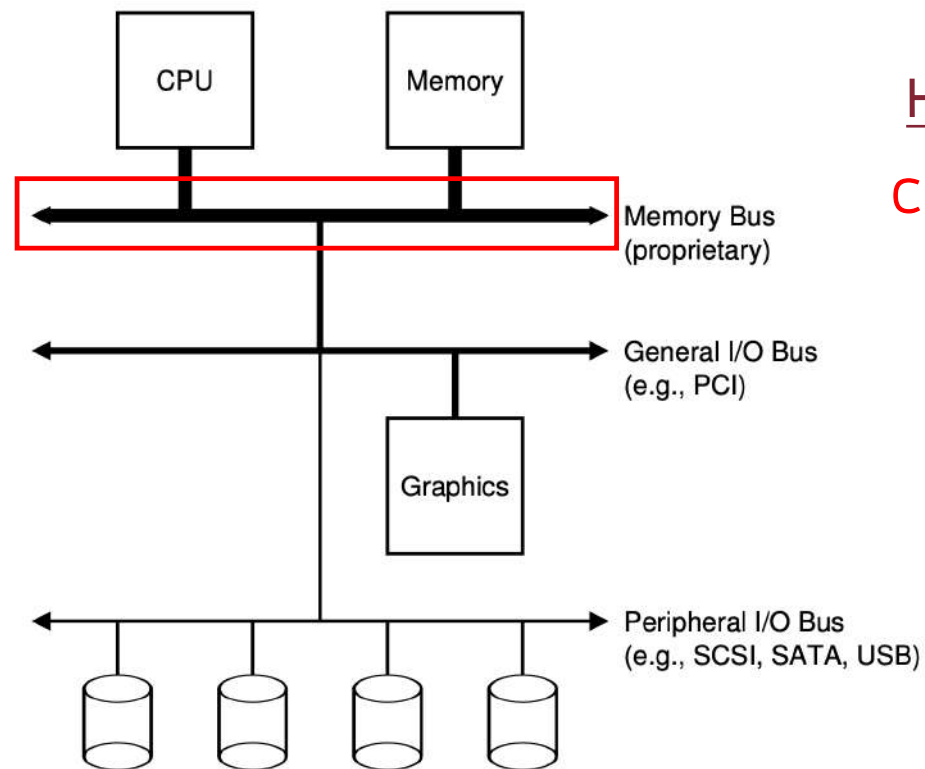 CPU
Memory
H
C
Memory Bus
(proprietary)
General I/O Bus
(e.g., PCI)
Graphics
Peripheral I/O Bus
(e.g., SCSI, SATA, USB)